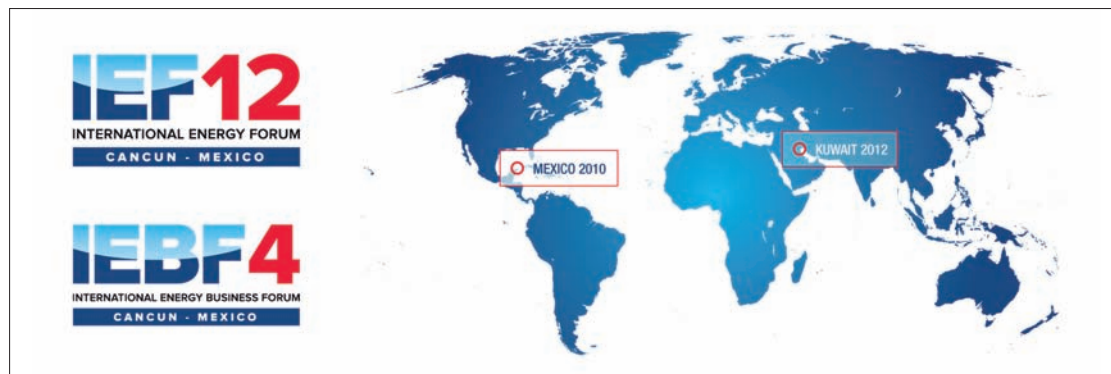 IEF12
INTERNATIONAL ENERGY FORUM
CANCUN - MEXICO
IEBF4
INTERNATIONAL ENERGY BUSINESS FORUM
CANCUN - MEXICO
MEXICO 2010
KUWAIT 2012